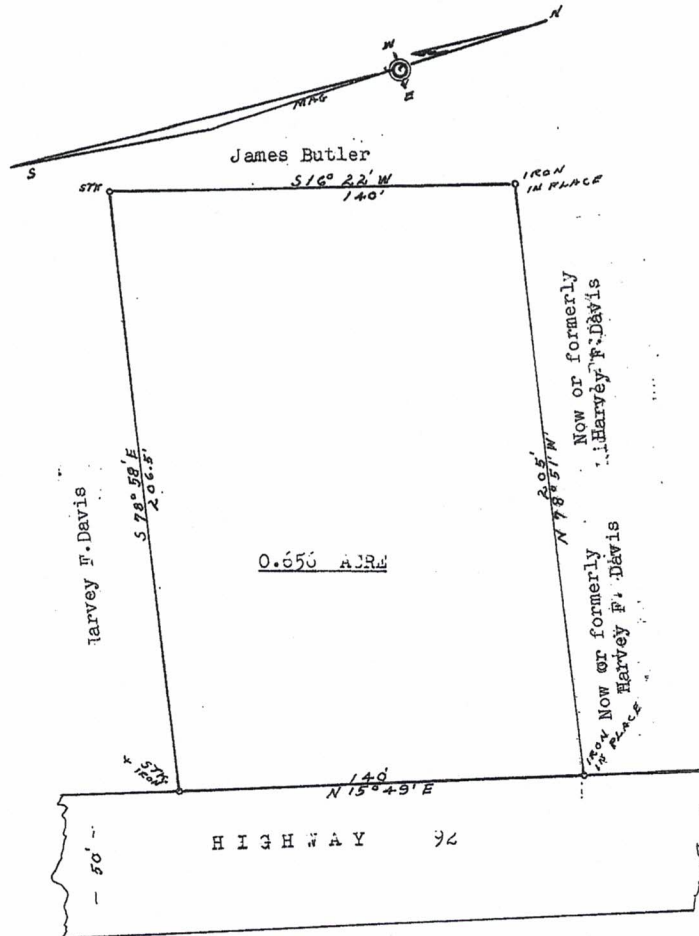 N
W
E
MAG
S
James Butler
STK
S 16° 22' W
140'
IRON
IN PLACE
Now or formerly
Harvey F. Davis
S 78° 58' E
206.5'
205'
N 78° 51' W
Harvey F. Davis
0.656 ACRE
Now or formerly
Harvey F. Davis
STK
+ IRON
IRON
IN PLACE
140'
N 15° 49' E
HIGHWAY 92
- 50' -